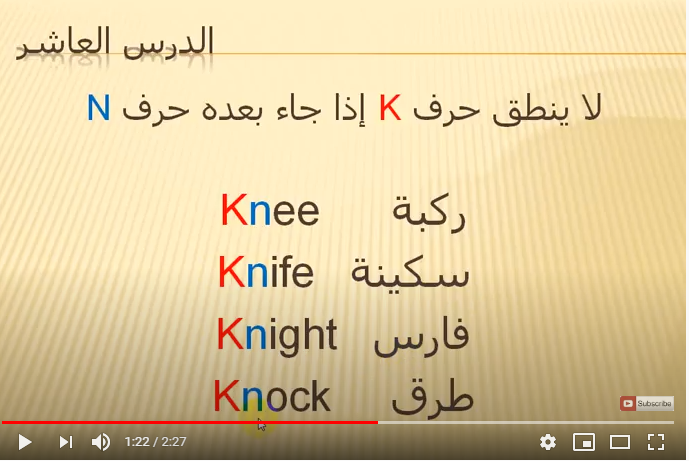 الدرس العاشر
لا ينطق حرف K إذا جاء بعده حرف N
Knee ركبة
Knife سكينة
Knight فارس
Knock طرق
Subscribe
1:22 / 2:27